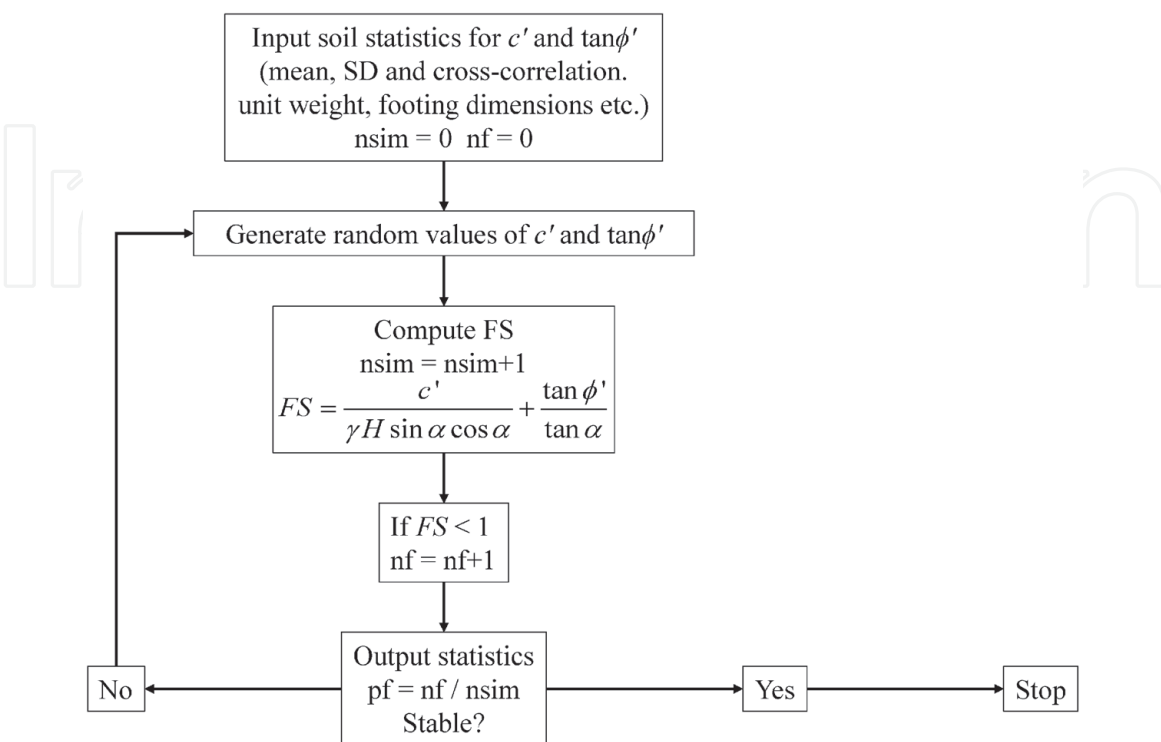 Input soil statistics for c′ and tanϕ′
(mean, SD and cross-correlation.
unit weight, footing dimensions etc.)
nsim = 0 nf = 0
Generate random values of c′ and tanϕ′
Compute FS
nsim = nsim+1
FS = c' / (γ H sin α cos α) + tan ϕ' / tan α
If FS < 1
nf = nf+1
Output statistics
pf = nf / nsim
Stable?
No
Yes
Stop